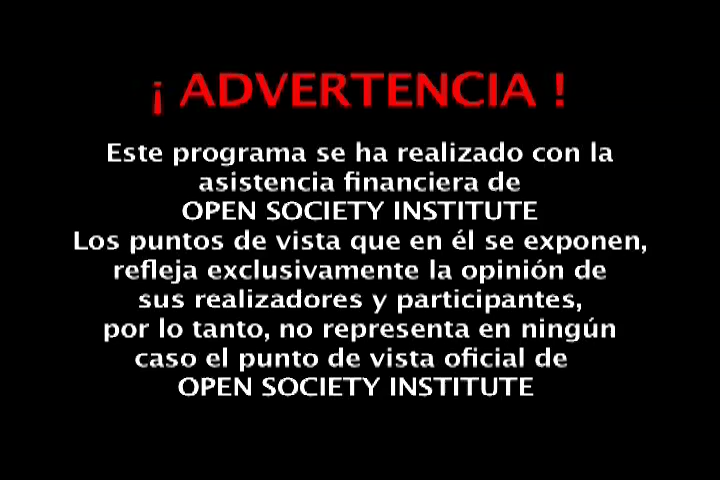 ¡ ADVERTENCIA !
Este programa se ha realizado con la
asistencia financiera de
OPEN SOCIETY INSTITUTE
Los puntos de vista que en él se exponen,
refleja exclusivamente la opinión de
sus realizadores y participantes,
por lo tanto, no representa en ningún
caso el punto de vista oficial de
OPEN SOCIETY INSTITUTE